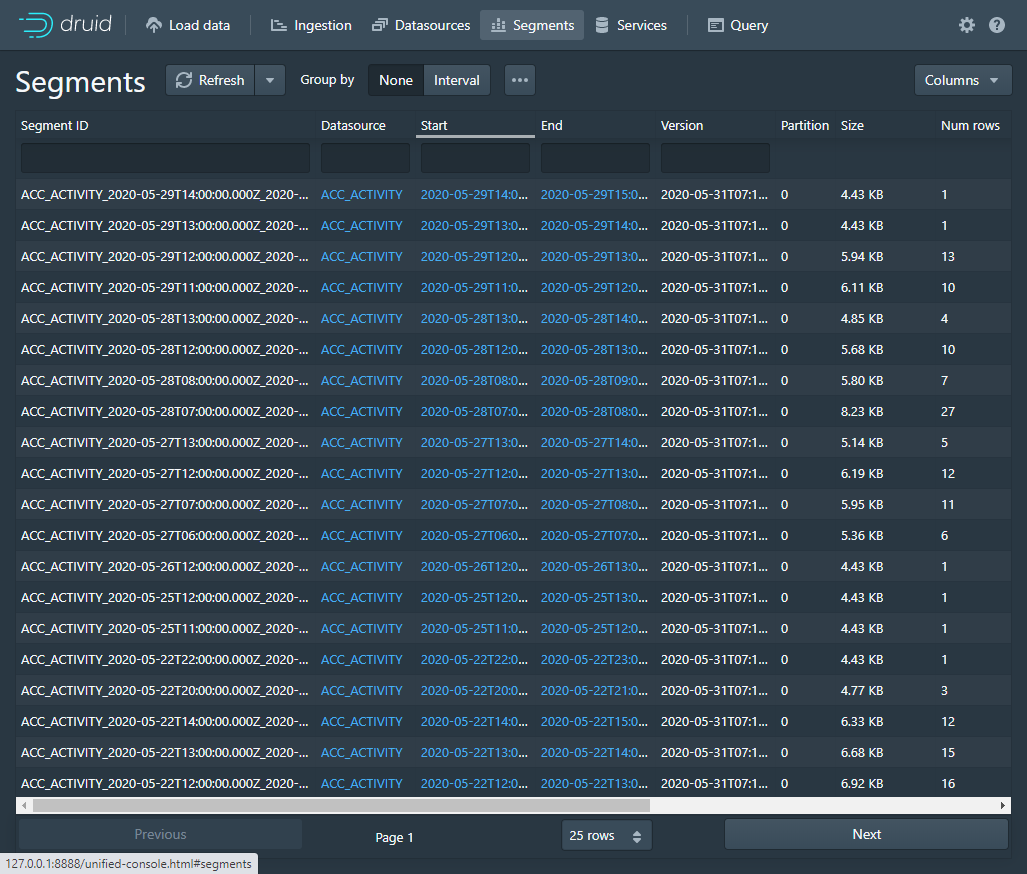 druid Load data Ingestion Datasources Segments Services Query
Segments Refresh Group by None Interval Columns
Segment ID Datasource Start End Version Partition Size Num rows
ACC_ACTIVITY_2020-05-29T14:00:00.000Z_2020-... ACC_ACTIVITY 2020-05-29T14:0... 2020-05-29T15:0... 2020-05-31T07:1... 0 4.43 KB 1
ACC_ACTIVITY_2020-05-29T13:00:00.000Z_2020-... ACC_ACTIVITY 2020-05-29T13:0... 2020-05-29T14:0... 2020-05-31T07:1... 0 4.43 KB 1
ACC_ACTIVITY_2020-05-29T12:00:00.000Z_2020-... ACC_ACTIVITY 2020-05-29T12:0... 2020-05-29T13:0... 2020-05-31T07:1... 0 5.94 KB 13
ACC_ACTIVITY_2020-05-29T11:00:00.000Z_2020-... ACC_ACTIVITY 2020-05-29T11:0... 2020-05-29T12:0... 2020-05-31T07:1... 0 6.11 KB 10
ACC_ACTIVITY_2020-05-28T13:00:00.000Z_2020-... ACC_ACTIVITY 2020-05-28T13:0... 2020-05-28T14:0... 2020-05-31T07:1... 0 4.85 KB 4
ACC_ACTIVITY_2020-05-28T12:00:00.000Z_2020-... ACC_ACTIVITY 2020-05-28T12:0... 2020-05-28T13:0... 2020-05-31T07:1... 0 5.68 KB 10
ACC_ACTIVITY_2020-05-28T08:00:00.000Z_2020-... ACC_ACTIVITY 2020-05-28T08:0... 2020-05-28T09:0... 2020-05-31T07:1... 0 5.80 KB 7
ACC_ACTIVITY_2020-05-28T07:00:00.000Z_2020-... ACC_ACTIVITY 2020-05-28T07:0... 2020-05-28T08:0... 2020-05-31T07:1... 0 8.23 KB 27
ACC_ACTIVITY_2020-05-27T13:00:00.000Z_2020-... ACC_ACTIVITY 2020-05-27T13:0... 2020-05-27T14:0... 2020-05-31T07:1... 0 5.14 KB 5
ACC_ACTIVITY_2020-05-27T12:00:00.000Z_2020-... ACC_ACTIVITY 2020-05-27T12:0... 2020-05-27T13:0... 2020-05-31T07:1... 0 6.19 KB 12
ACC_ACTIVITY_2020-05-27T07:00:00.000Z_2020-... ACC_ACTIVITY 2020-05-27T07:0... 2020-05-27T08:0... 2020-05-31T07:1... 0 5.95 KB 11
ACC_ACTIVITY_2020-05-27T06:00:00.000Z_2020-... ACC_ACTIVITY 2020-05-27T06:0... 2020-05-27T07:0... 2020-05-31T07:1... 0 5.36 KB 6
ACC_ACTIVITY_2020-05-26T12:00:00.000Z_2020-... ACC_ACTIVITY 2020-05-26T12:0... 2020-05-26T13:0... 2020-05-31T07:1... 0 4.43 KB 1
ACC_ACTIVITY_2020-05-25T12:00:00.000Z_2020-... ACC_ACTIVITY 2020-05-25T12:0... 2020-05-25T13:0... 2020-05-31T07:1... 0 4.43 KB 1
ACC_ACTIVITY_2020-05-25T11:00:00.000Z_2020-... ACC_ACTIVITY 2020-05-25T11:0... 2020-05-25T12:0... 2020-05-31T07:1... 0 4.43 KB 1
ACC_ACTIVITY_2020-05-22T22:00:00.000Z_2020-... ACC_ACTIVITY 2020-05-22T22:0... 2020-05-22T23:0... 2020-05-31T07:1... 0 4.43 KB 1
ACC_ACTIVITY_2020-05-22T20:00:00.000Z_2020-... ACC_ACTIVITY 2020-05-22T20:0... 2020-05-22T21:0... 2020-05-31T07:1... 0 4.77 KB 3
ACC_ACTIVITY_2020-05-22T14:00:00.000Z_2020-... ACC_ACTIVITY 2020-05-22T14:0... 2020-05-22T15:0... 2020-05-31T07:1... 0 6.33 KB 12
ACC_ACTIVITY_2020-05-22T13:00:00.000Z_2020-... ACC_ACTIVITY 2020-05-22T13:0... 2020-05-22T14:0... 2020-05-31T07:1... 0 6.68 KB 15
ACC_ACTIVITY_2020-05-22T12:00:00.000Z_2020-... ACC_ACTIVITY 2020-05-22T12:0... 2020-05-22T13:0... 2020-05-31T07:1... 0 6.92 KB 16
Previous Page 1 25 rows Next
127.0.0.1:8888/unified-console.html#segments